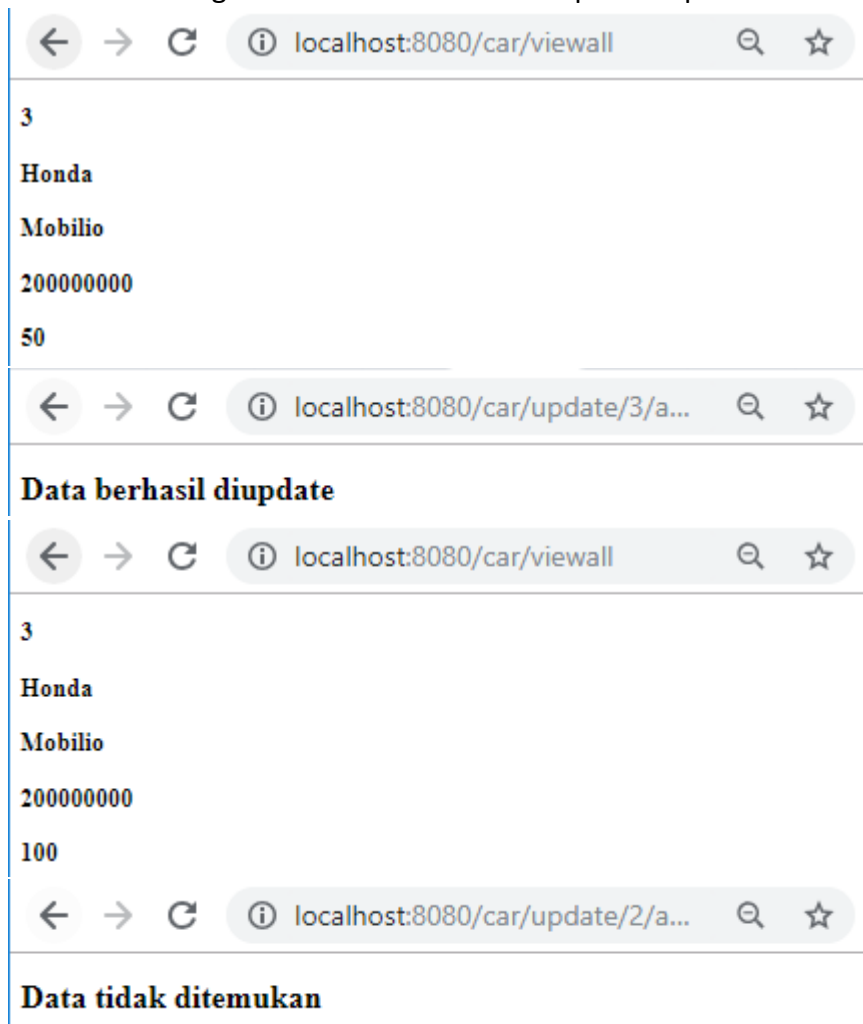 localhost:8080/car/viewall
3
Honda
Mobilio
200000000
50
localhost:8080/car/update/3/a...
Data berhasil diupdate
localhost:8080/car/viewall
3
Honda
Mobilio
200000000
100
localhost:8080/car/update/2/a...
Data tidak ditemukan